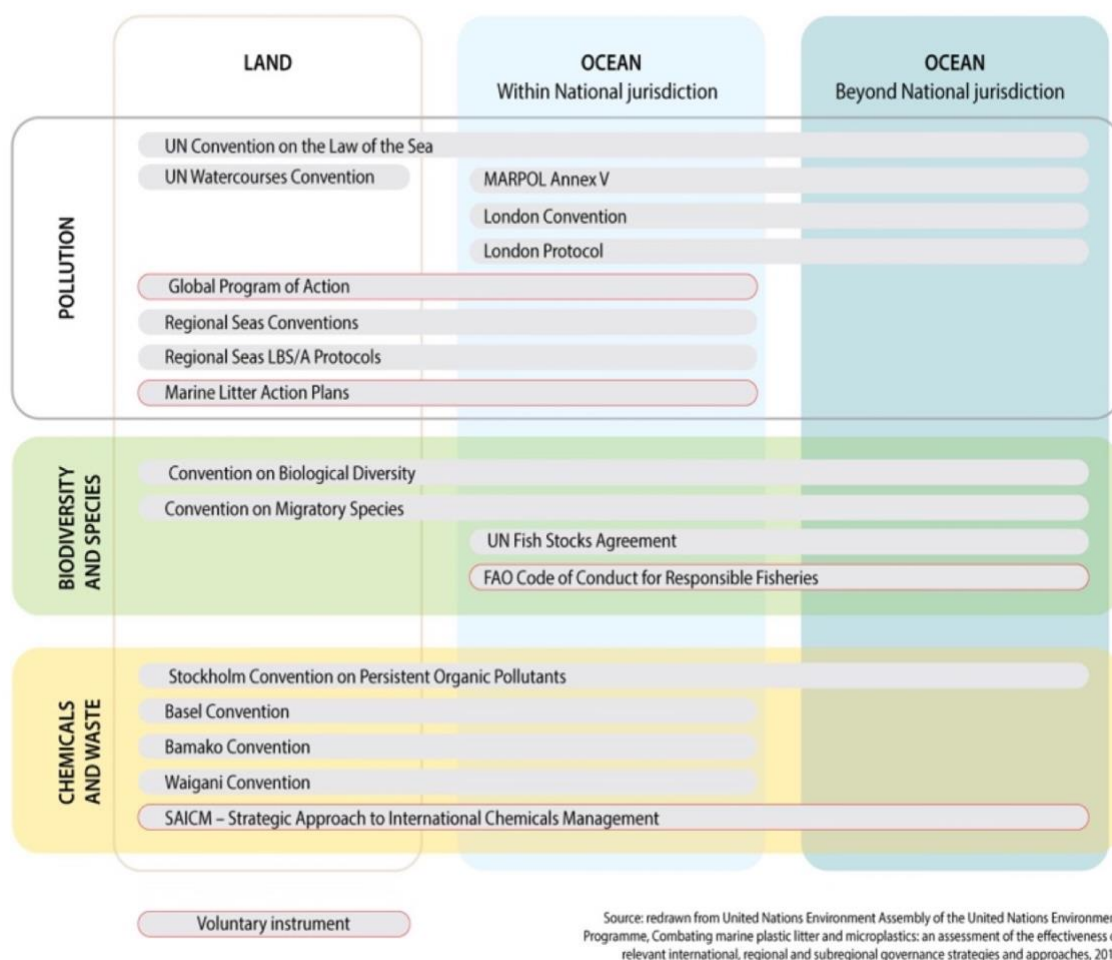 LAND
OCEAN
Within National jurisdiction
OCEAN
Beyond National jurisdiction
POLLUTION
UN Convention on the Law of the Sea
UN Watercourses Convention
MARPOL Annex V
London Convention
London Protocol
Global Program of Action
Regional Seas Conventions
Regional Seas LBS/A Protocols
Marine Litter Action Plans
BIODIVERSITY
AND SPECIES
Convention on Biological Diversity
Convention on Migratory Species
UN Fish Stocks Agreement
FAO Code of Conduct for Responsible Fisheries
CHEMICALS
AND WASTE
Stockholm Convention on Persistent Organic Pollutants
Basel Convention
Bamako Convention
Waigani Convention
SAICM – Strategic Approach to International Chemicals Management
Voluntary instrument
Source: redrawn from United Nations Environment Assembly of the United Nations
Programme, Combating marine plastic litter and microplastics: an assessment of the effectiveness
relevant international, regional and subregional governance strategies and approaches,